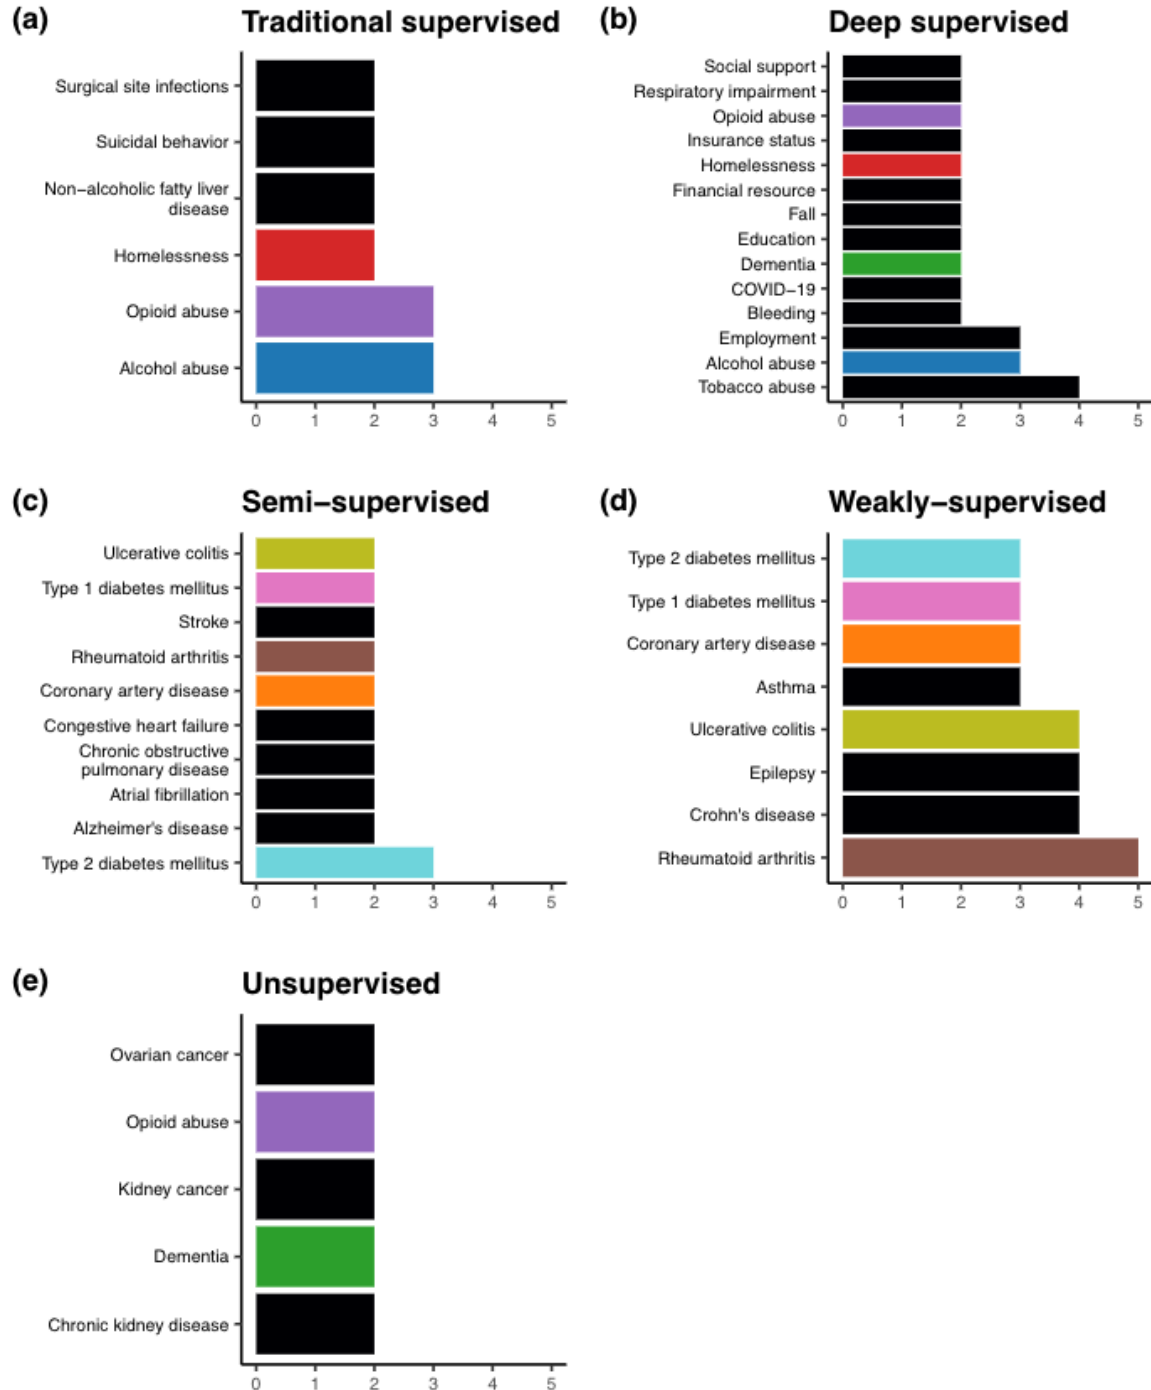 (a) Traditional supervised
Surgical site infections
Suicidal behavior
Non−alcoholic fatty liver
disease
Homelessness
Opioid abuse
Alcohol abuse
0 1 2 3 4 5
(b) Deep supervised
Social support
Respiratory impairment
Opioid abuse
Insurance status
Homelessness
Financial resource
Fall
Education
Dementia
COVID−19
Bleeding
Employment
Alcohol abuse
Tobacco abuse
0 1 2 3 4 5
(c) Semi−supervised
Ulcerative colitis
Type 1 diabetes mellitus
Stroke
Rheumatoid arthritis
Coronary artery disease
Congestive heart failure
Chronic obstructive
pulmonary disease
Atrial fibrillation
Alzheimer's disease
Type 2 diabetes mellitus
0 1 2 3 4 5
(d) Weakly−supervised
Type 2 diabetes mellitus
Type 1 diabetes mellitus
Coronary artery disease
Asthma
Ulcerative colitis
Epilepsy
Crohn's disease
Rheumatoid arthritis
0 1 2 3 4 5
(e) Unsupervised
Ovarian cancer
Opioid abuse
Kidney cancer
Dementia
Chronic kidney disease
0 1 2 3 4 5